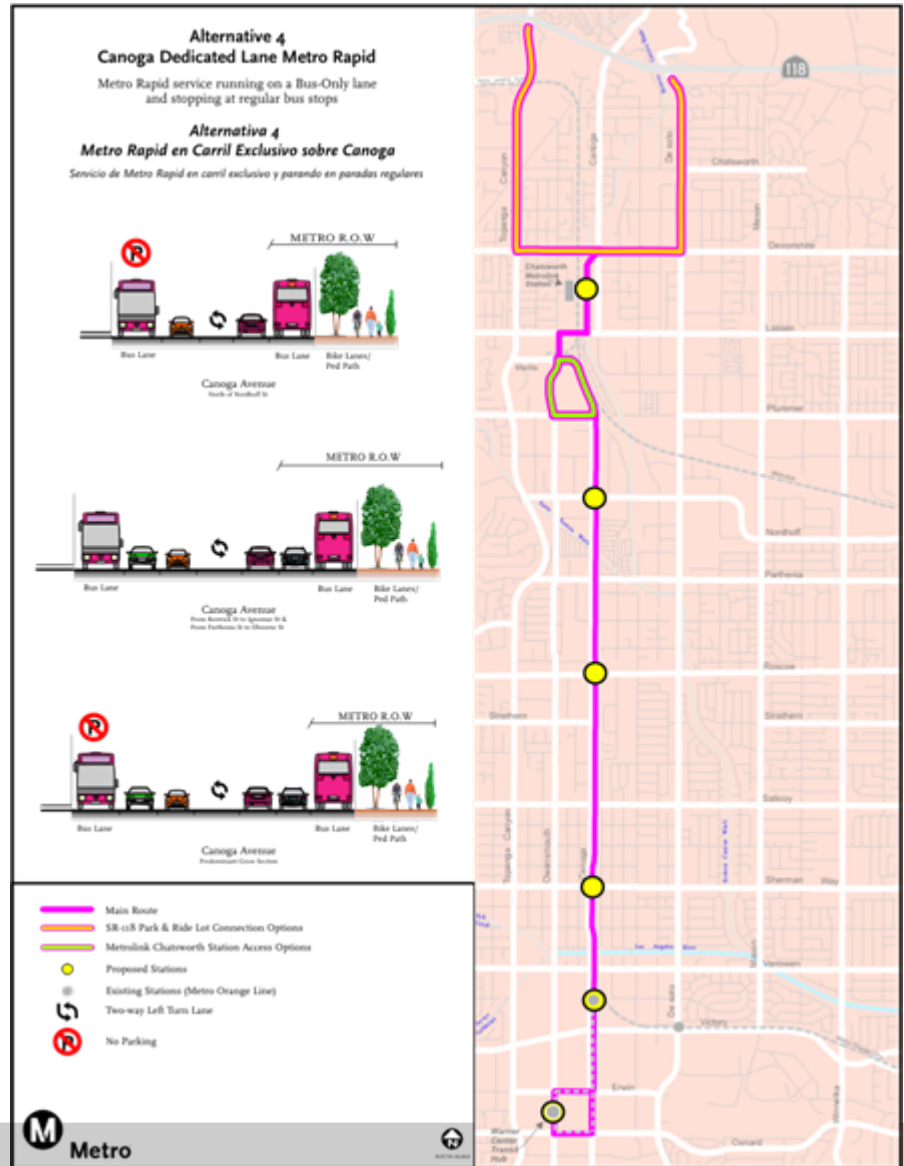 Alternative 4
Canoga Dedicated Lane Metro Rapid
Metro Rapid service running on a Bus-Only lane
and stopping at regular bus stops
Alternativa 4
Metro Rapid en Carril Exclusivo sobre Canoga
Servicio de Metro Rapid en carril exclusivo y parando en paradas regulares
METRO R.O.W
Bus Lane
Bus Lane
Bike Lanes/
Ped Path
Canoga Avenue
North of Nordhoff St
METRO R.O.W
Bus Lane
Bus Lane
Bike Lanes/
Ped Path
Canoga Avenue
METRO R.O.W
Bus Lane
Bus Lane
Bike Lanes/
Ped Path
Canoga Avenue
Predominant Cross Section
Main Route
SR-118 Park & Ride Lot Connection Options
Metrolink Chatsworth Station Access Options
Proposed Stations
Existing Stations (Metro Orange Line)
Two-way Left Turn Lane
No Parking
M Metro
N
NOT TO SCALE
118
Topanga Canyon
Canoga
De soto
Chatsworth
Mason
Devonshire
Chatsworth
Metrolink
Station
Lassen
Plummer
Nordhoff
Parthenia
Roscoe
Strathern
Strathern
Saticoy
Topanga Canyon
Owensmouth
Canoga
Sherman Way
Los Angeles River
Mason
Vanowen
De soto
Victory
Erwin
Winnetka
Warner
Center
Transit
Hub
Oxnard